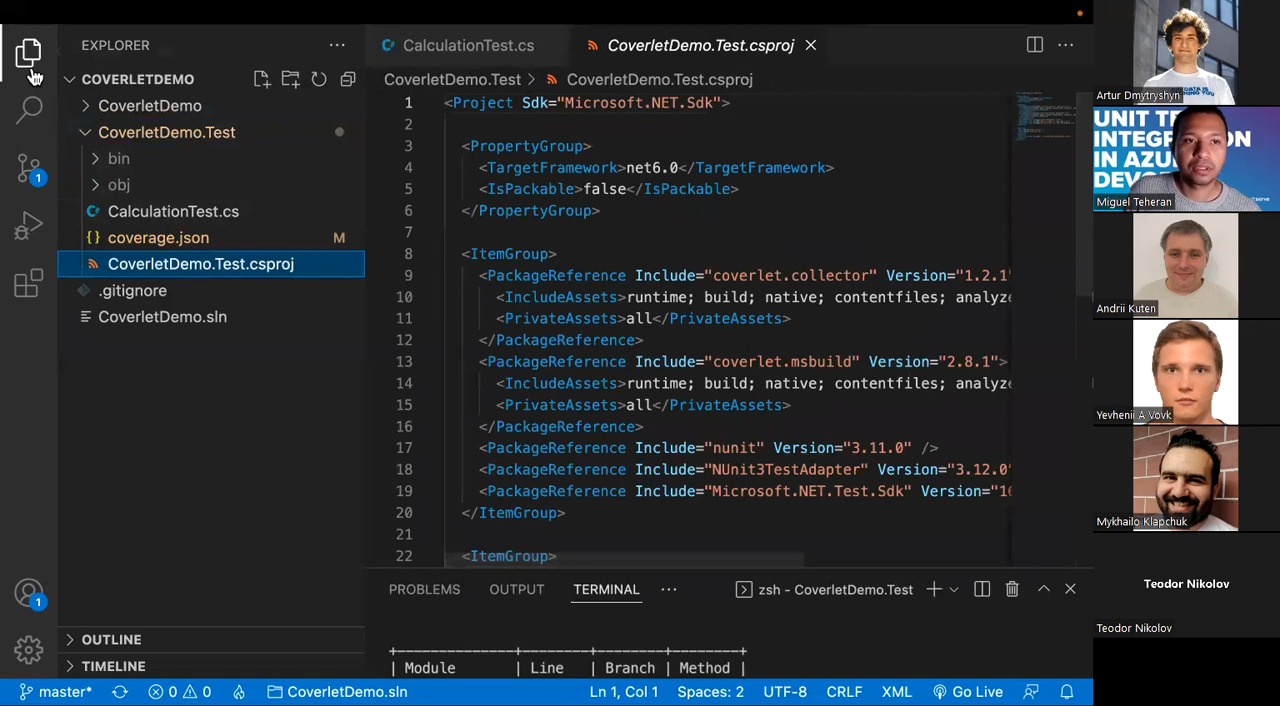 EXPLORER
COVERLETDEMO
CoverletDemo
CoverletDemo.Test
bin
obj
CalculationTest.cs
coverage.json M
CoverletDemo.Test.csproj
.gitignore
CoverletDemo.sln
OUTLINE
TIMELINE
1
1
CalculationTest.cs
CoverletDemo.Test.csproj
CoverletDemo.Test > CoverletDemo.Test.csproj
1 <Project Sdk="Microsoft.NET.Sdk">
2
3 <PropertyGroup>
4 <TargetFramework>net6.0</TargetFramework>
5 <IsPackable>false</IsPackable>
6 </PropertyGroup>
7
8 <ItemGroup>
9 <PackageReference Include="coverlet.collector" Version="1.2.1"
10 <IncludeAssets>runtime; build; native; contentfiles; analyze
11 <PrivateAssets>all</PrivateAssets>
12 </PackageReference>
13 <PackageReference Include="coverlet.msbuild" Version="2.8.1">
14 <IncludeAssets>runtime; build; native; contentfiles; analyze
15 <PrivateAssets>all</PrivateAssets>
16 </PackageReference>
17 <PackageReference Include="nunit" Version="3.11.0" />
18 <PackageReference Include="NUnit3TestAdapter" Version="3.12.0"
19 <PackageReference Include="Microsoft.NET.Test.Sdk" Version="16
20 </ItemGroup>
21
22 <ItemGroup>
PROBLEMS OUTPUT TERMINAL ··· zsh - CoverletDemo.Test
| Module | Line | Branch | Method |
master* 0 0 CoverletDemo.sln Ln 1, Col 1 Spaces: 2 UTF-8 CRLF XML Go Live
Artur Dmytryshyn
UNIT TE
INTEGRATION
IN AZU
DEVO
Miguel Teheran
Andrii Kuten
Yevhenii A Vovk
Mykhailo Klapchuk
Teodor Nikolov
Teodor Nikolov